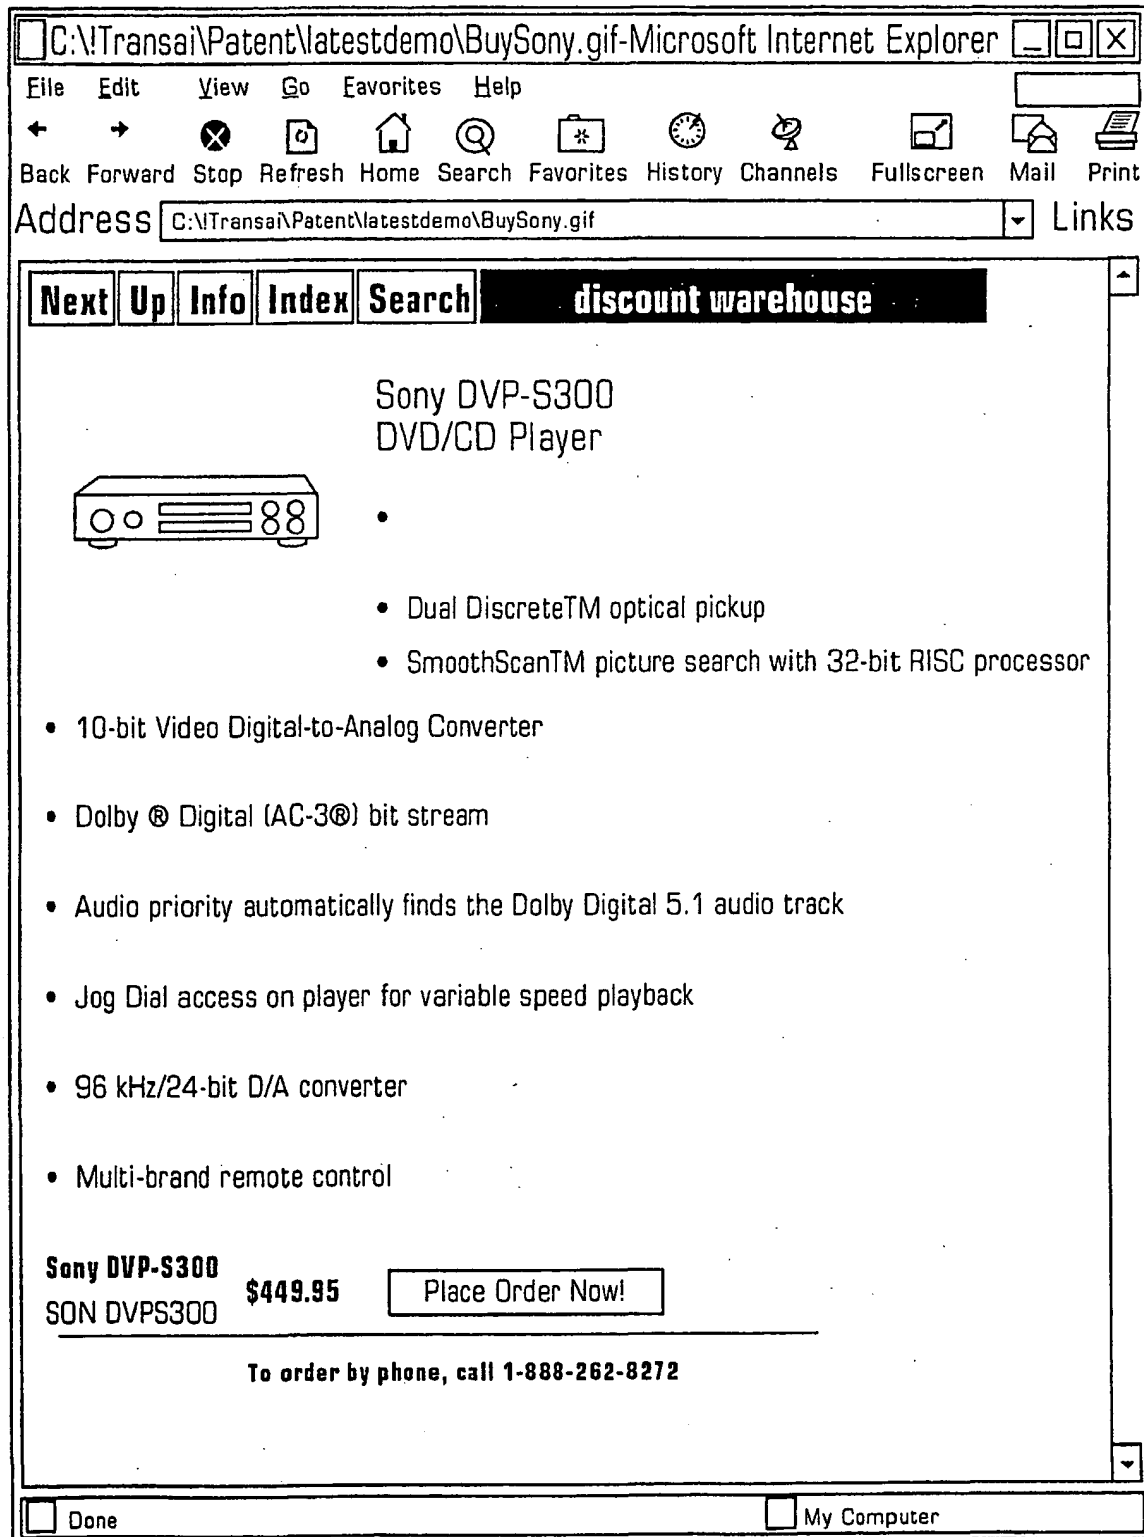 C:\!Transai\Patent\latestdemo\BuySony.gif-Microsoft Internet Explorer
File Edit View Go Favorites Help
Back Forward Stop Refresh Home Search Favorites History Channels Fullscreen Mail Print
Address C:\!Transai\Patent\latestdemo\BuySony.gif Links
Next Up Info Index Search discount warehouse
Sony DVP-S300
DVD/CD Player
•
• Dual DiscreteTM optical pickup
• SmoothScanTM picture search with 32-bit RISC processor
• 10-bit Video Digital-to-Analog Converter
• Dolby ® Digital (AC-3®) bit stream
• Audio priority automatically finds the Dolby Digital 5.1 audio track
• Jog Dial access on player for variable speed playback
• 96 kHz/24-bit D/A converter
• Multi-brand remote control
Sony DVP-S300
SON DVPS300 $449.95 Place Order Now!
To order by phone, call 1-888-262-8272
Done My Computer